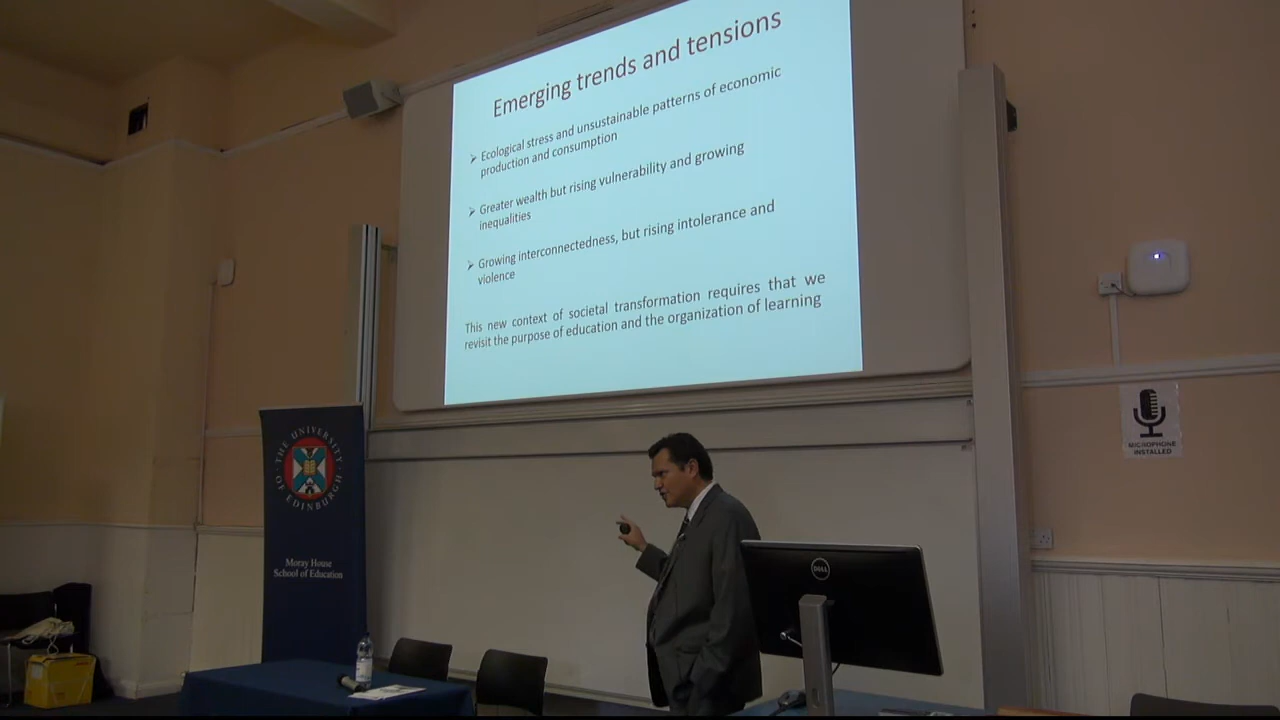 Emerging trends and tensions
➢ Ecological stress and unsustainable patterns of economic
production and consumption
➢ Greater wealth but rising vulnerability and growing
inequalities
➢ Growing interconnectedness, but rising intolerance and
violence
This new context of societal transformation requires that we
revisit the purpose of education and the organization of learning
THE UNIVERSITY OF EDINBURGH
Moray House
School of Education
MICROPHONE
INSTALLED
DELL